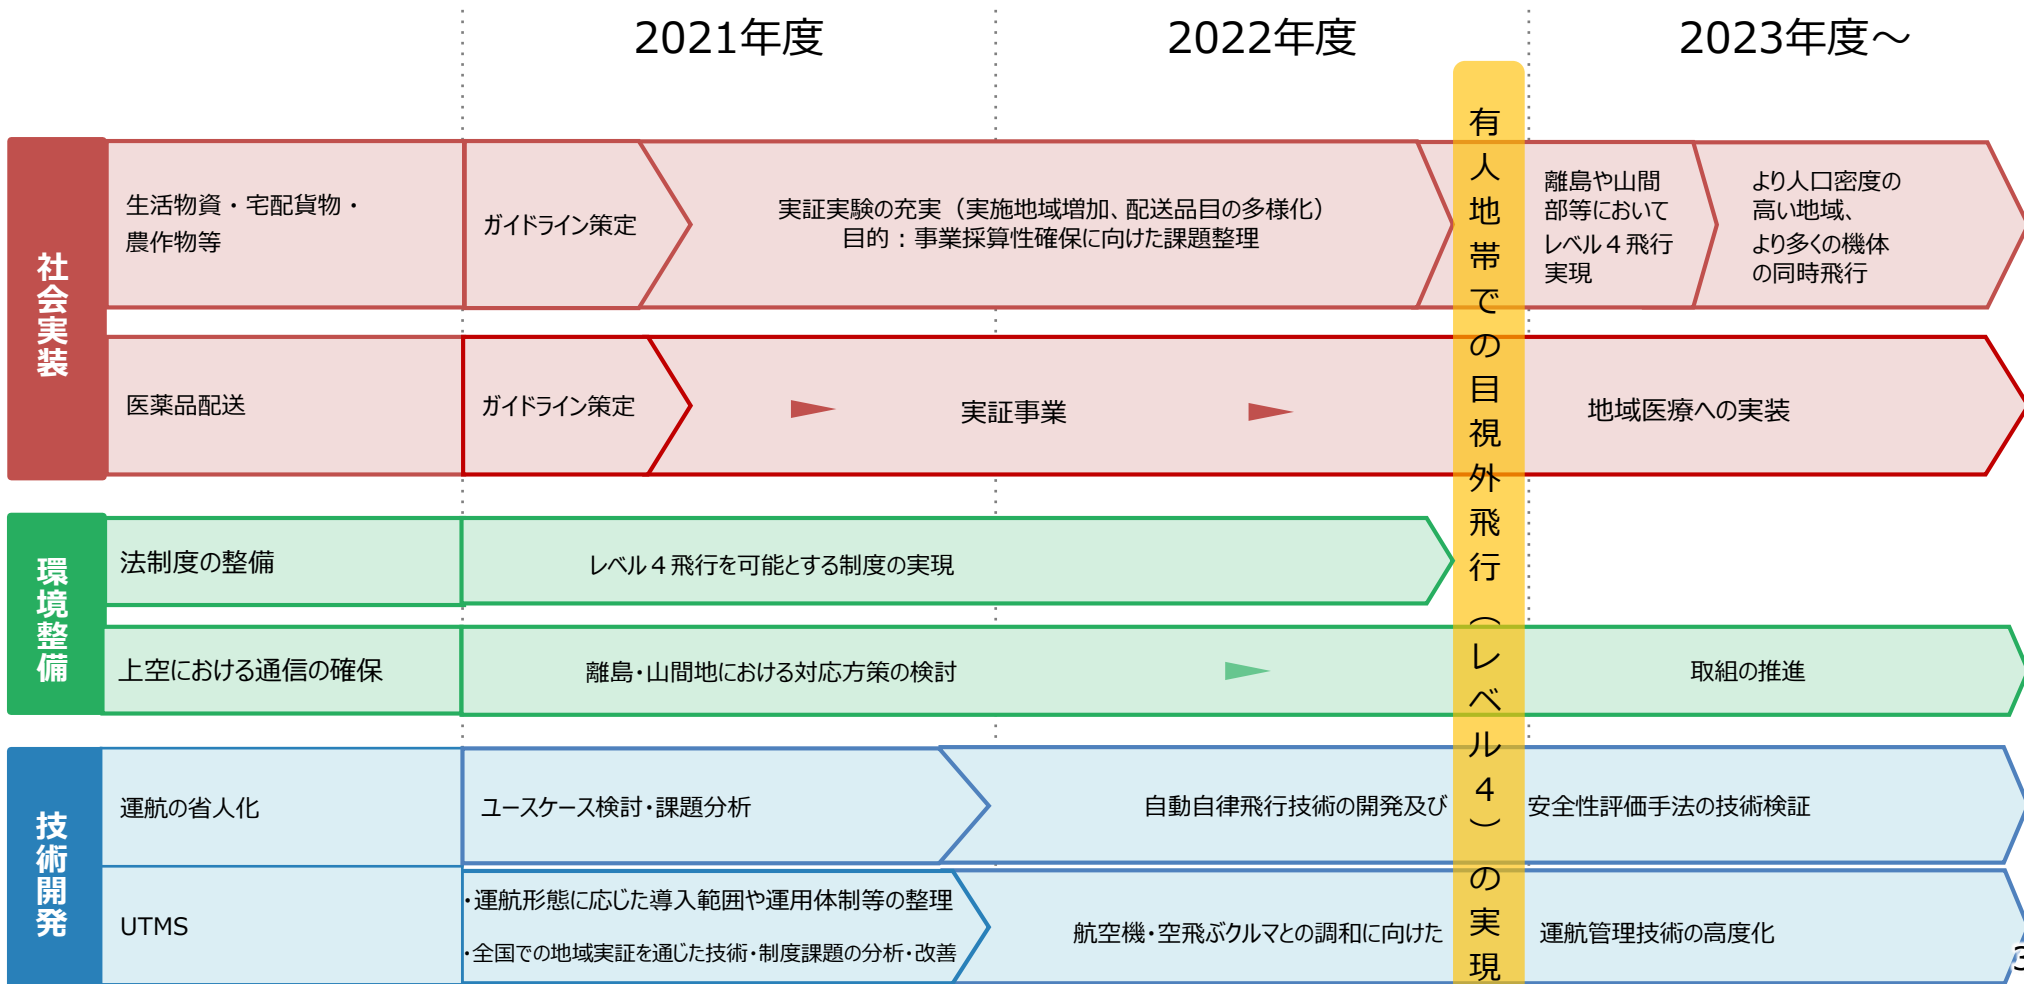 2021年度
2022年度
2023年度～
有人地帯での目視外飛行（レベル４）の実現
社会実装
生活物資・宅配貨物・
農作物等
ガイドライン策定
実証実験の充実（実施地域増加、配送品目の多様化）
目的：事業採算性確保に向けた課題整理
離島や山間
部等において
レベル４飛行
実現
より人口密度の
高い地域、
より多くの機体
の同時飛行
医薬品配送
ガイドライン策定
実証事業
地域医療への実装
環境整備
法制度の整備
レベル４飛行を可能とする制度の実現
上空における通信の確保
離島・山間地における対応方策の検討
取組の推進
技術開発
運航の省人化
ユースケース検討・課題分析
自動自律飛行技術の開発及び
安全性評価手法の技術検証
UTMS
・運航形態に応じた導入範囲や運用体制等の整理
・全国での地域実証を通じた技術・制度課題の分析・改善
航空機・空飛ぶクルマとの調和に向けた
運航管理技術の高度化
3